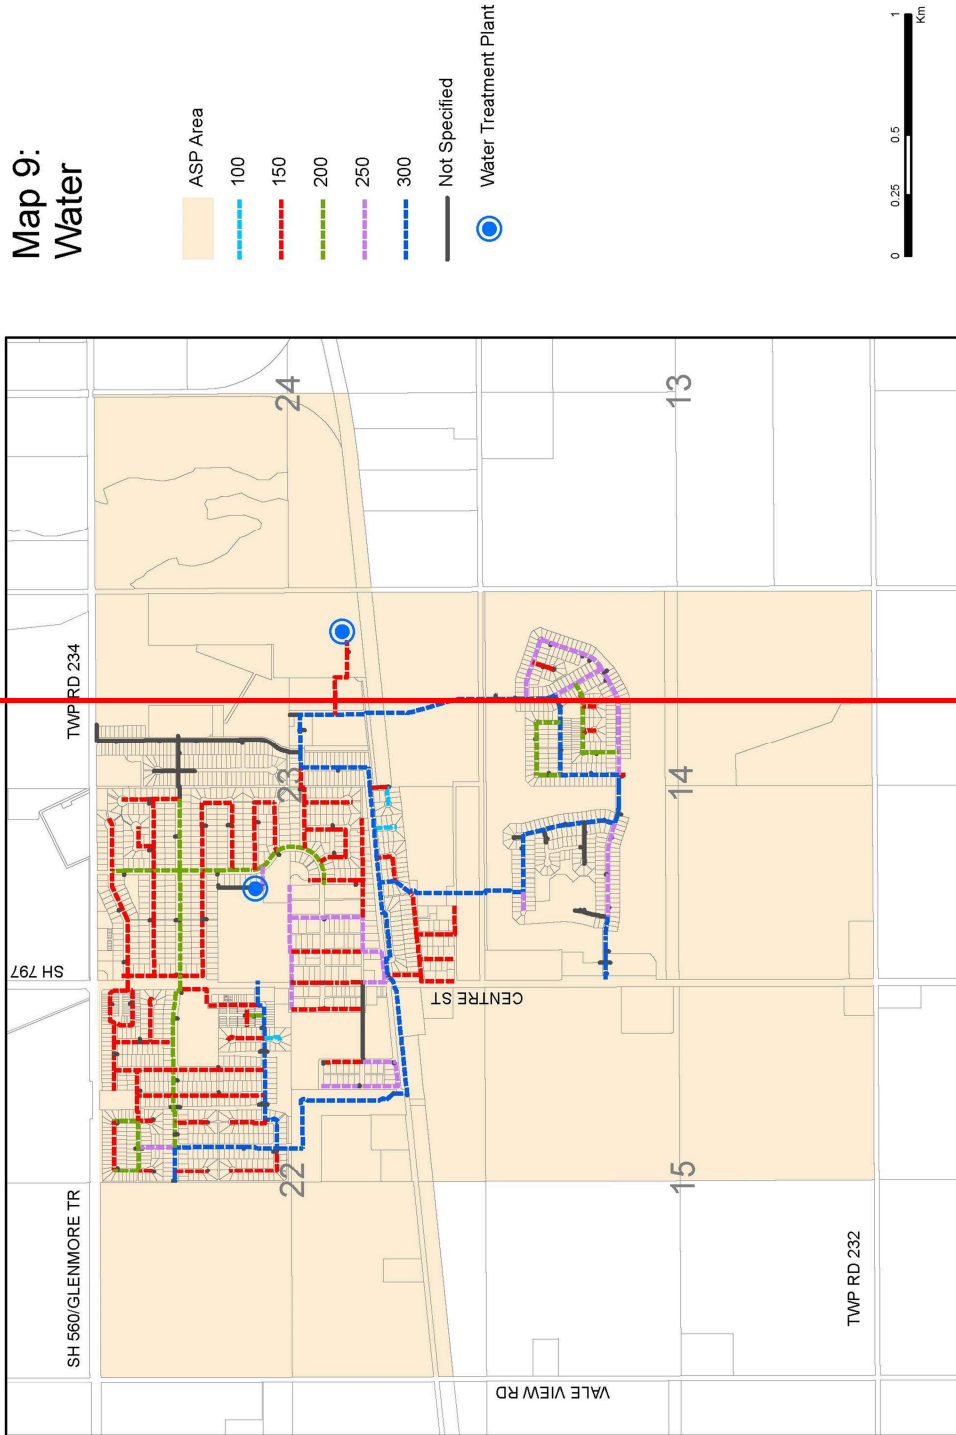 Map 9:
Water
ASP Area
100
150
200
250
300
Not Specified
Water Treatment Plant
0
0.25
0.5
1
Km
SH 560/GLENMORE TR
SH 797
TWP RD 234
22
23
24
CENTRE ST
VALE VIEW RD
15
14
13
TWP RD 232